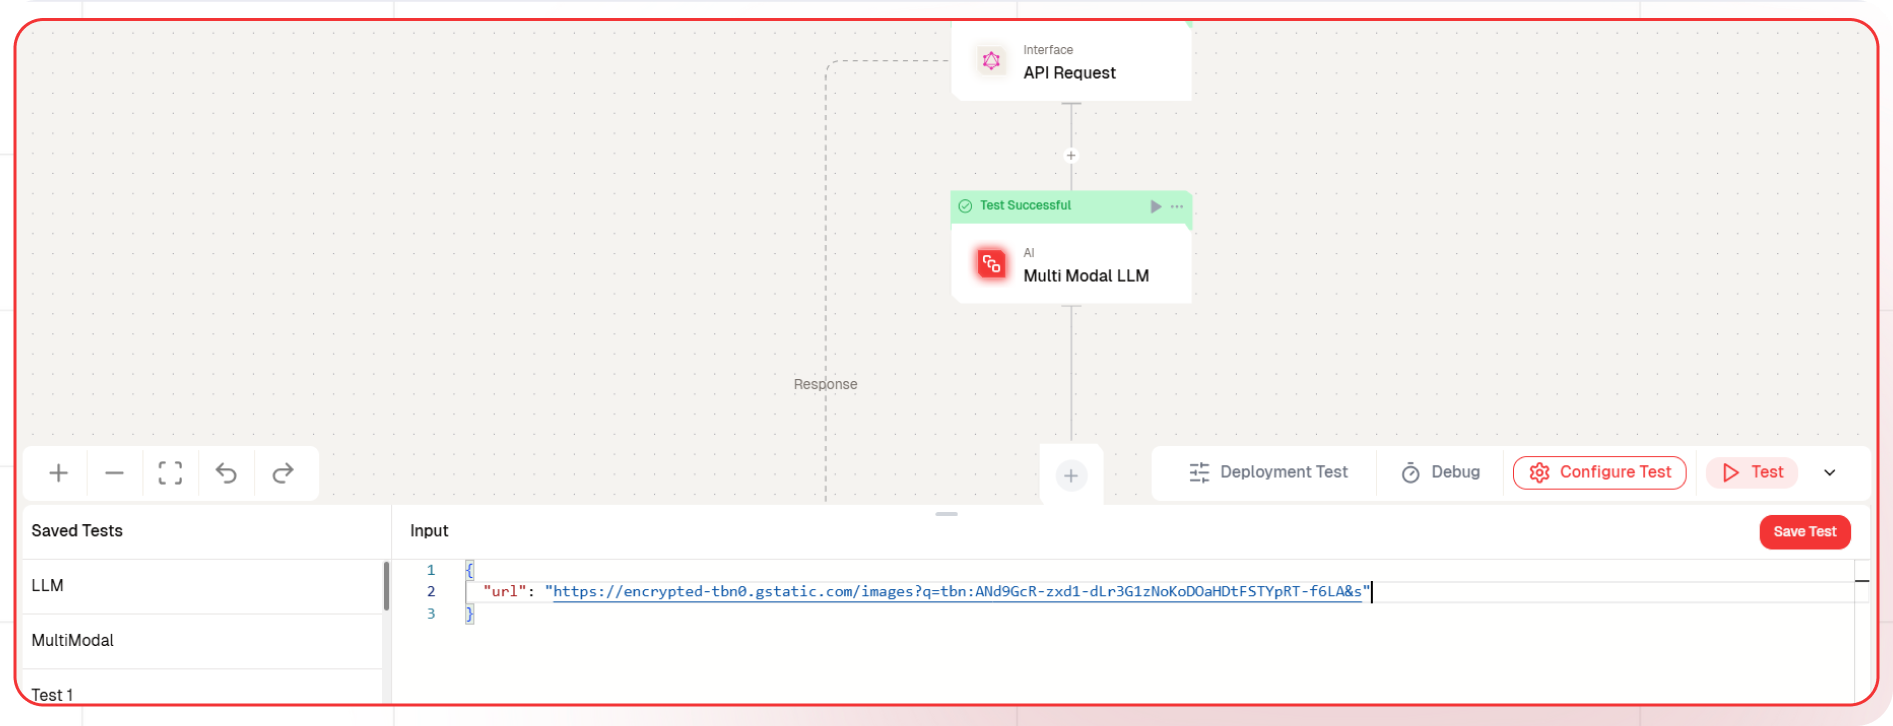 Interface
API Request
Test Successful
AI
Multi Modal LLM
Response
Deployment Test
Debug
Configure Test
Test
Saved Tests
Input
Save Test
LLM
MultiModal
Test 1
1 {
2 "url": "https://encrypted-tbn0.gstatic.com/images?q=tbn:ANd9GcR-zxd1-dLr3G1zNoKoDOaHDtFSTYpRT-f6LA&s"
3 }